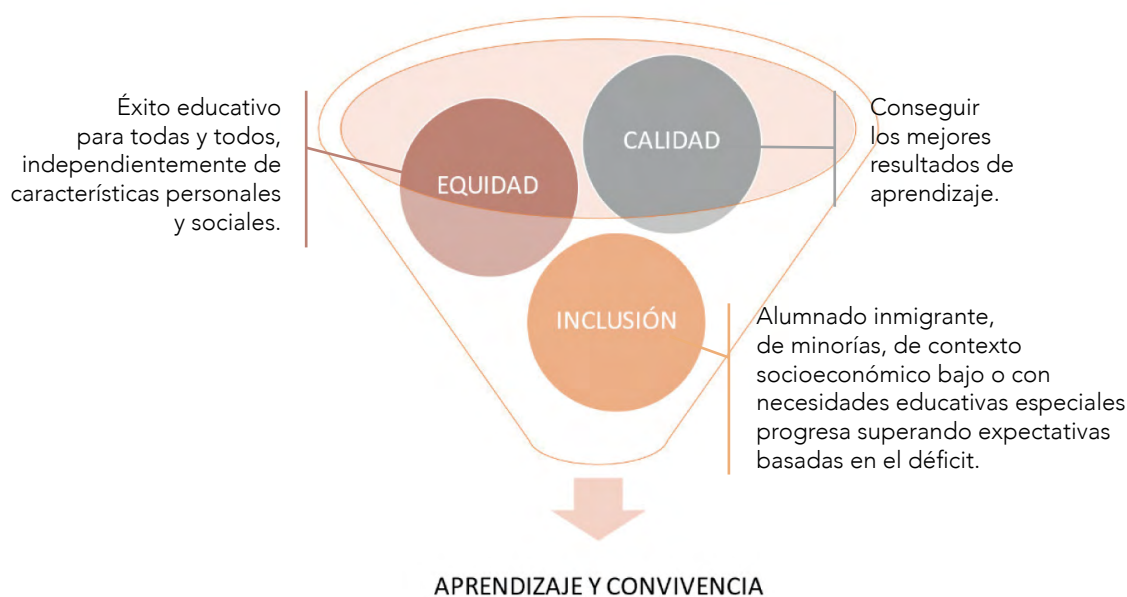 Éxito educativo
para todas y todos,
independientemente de
características personales
y sociales.
EQUIDAD
CALIDAD
Conseguir
los mejores
resultados de
aprendizaje.
INCLUSIÓN
Alumnado inmigrante,
de minorías, de contexto
socioeconómico bajo o con
necesidades educativas especiales
progresa superando expectativas
basadas en el déficit.
APRENDIZAJE Y CONVIVENCIA